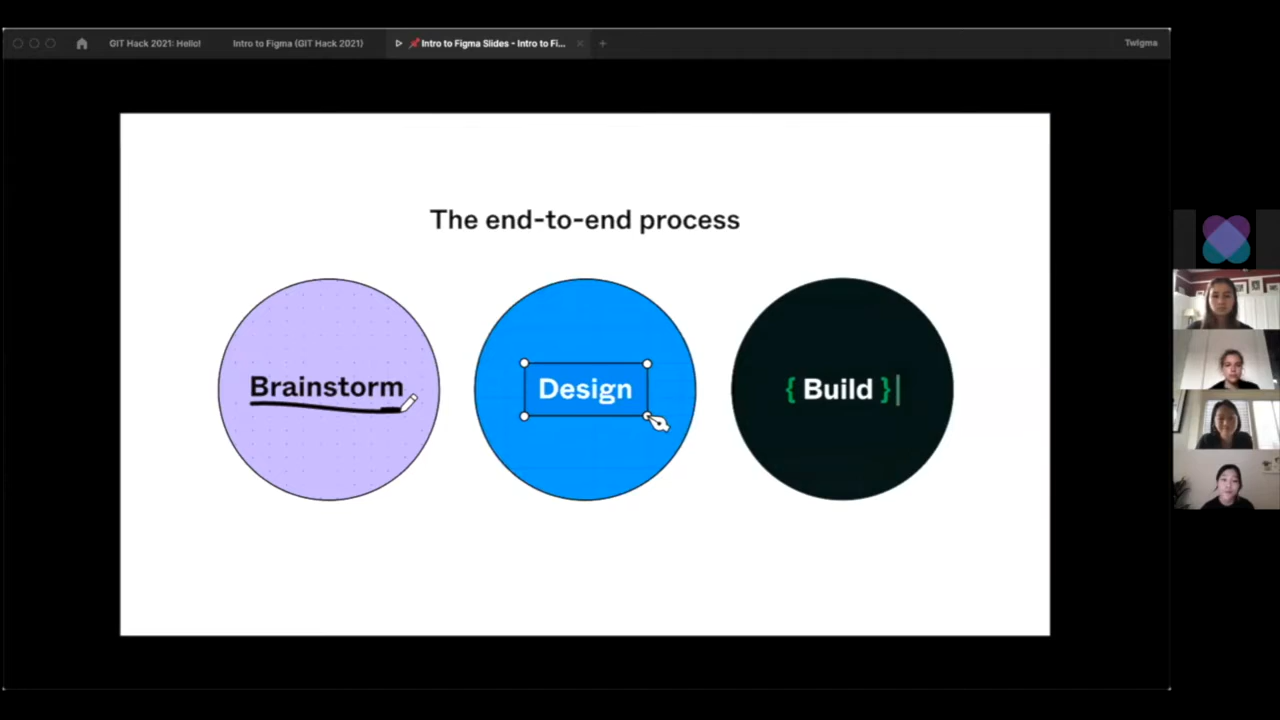 GIT Hack 2021: Hello!
Intro to Figma (GIT Hack 2021)
Intro to Figma Slides - Intro to Fi...
Twigma
The end-to-end process
Brainstorm
Design
{ Build }